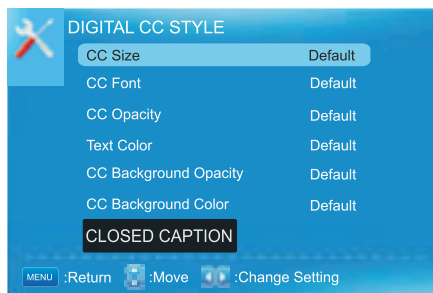 DIGITAL CC STYLE
CC Size Default
CC Font Default
CC Opacity Default
Text Color Default
CC Background Opacity Default
CC Background Color Default
CLOSED CAPTION
MENU :Return :Move :Change Setting